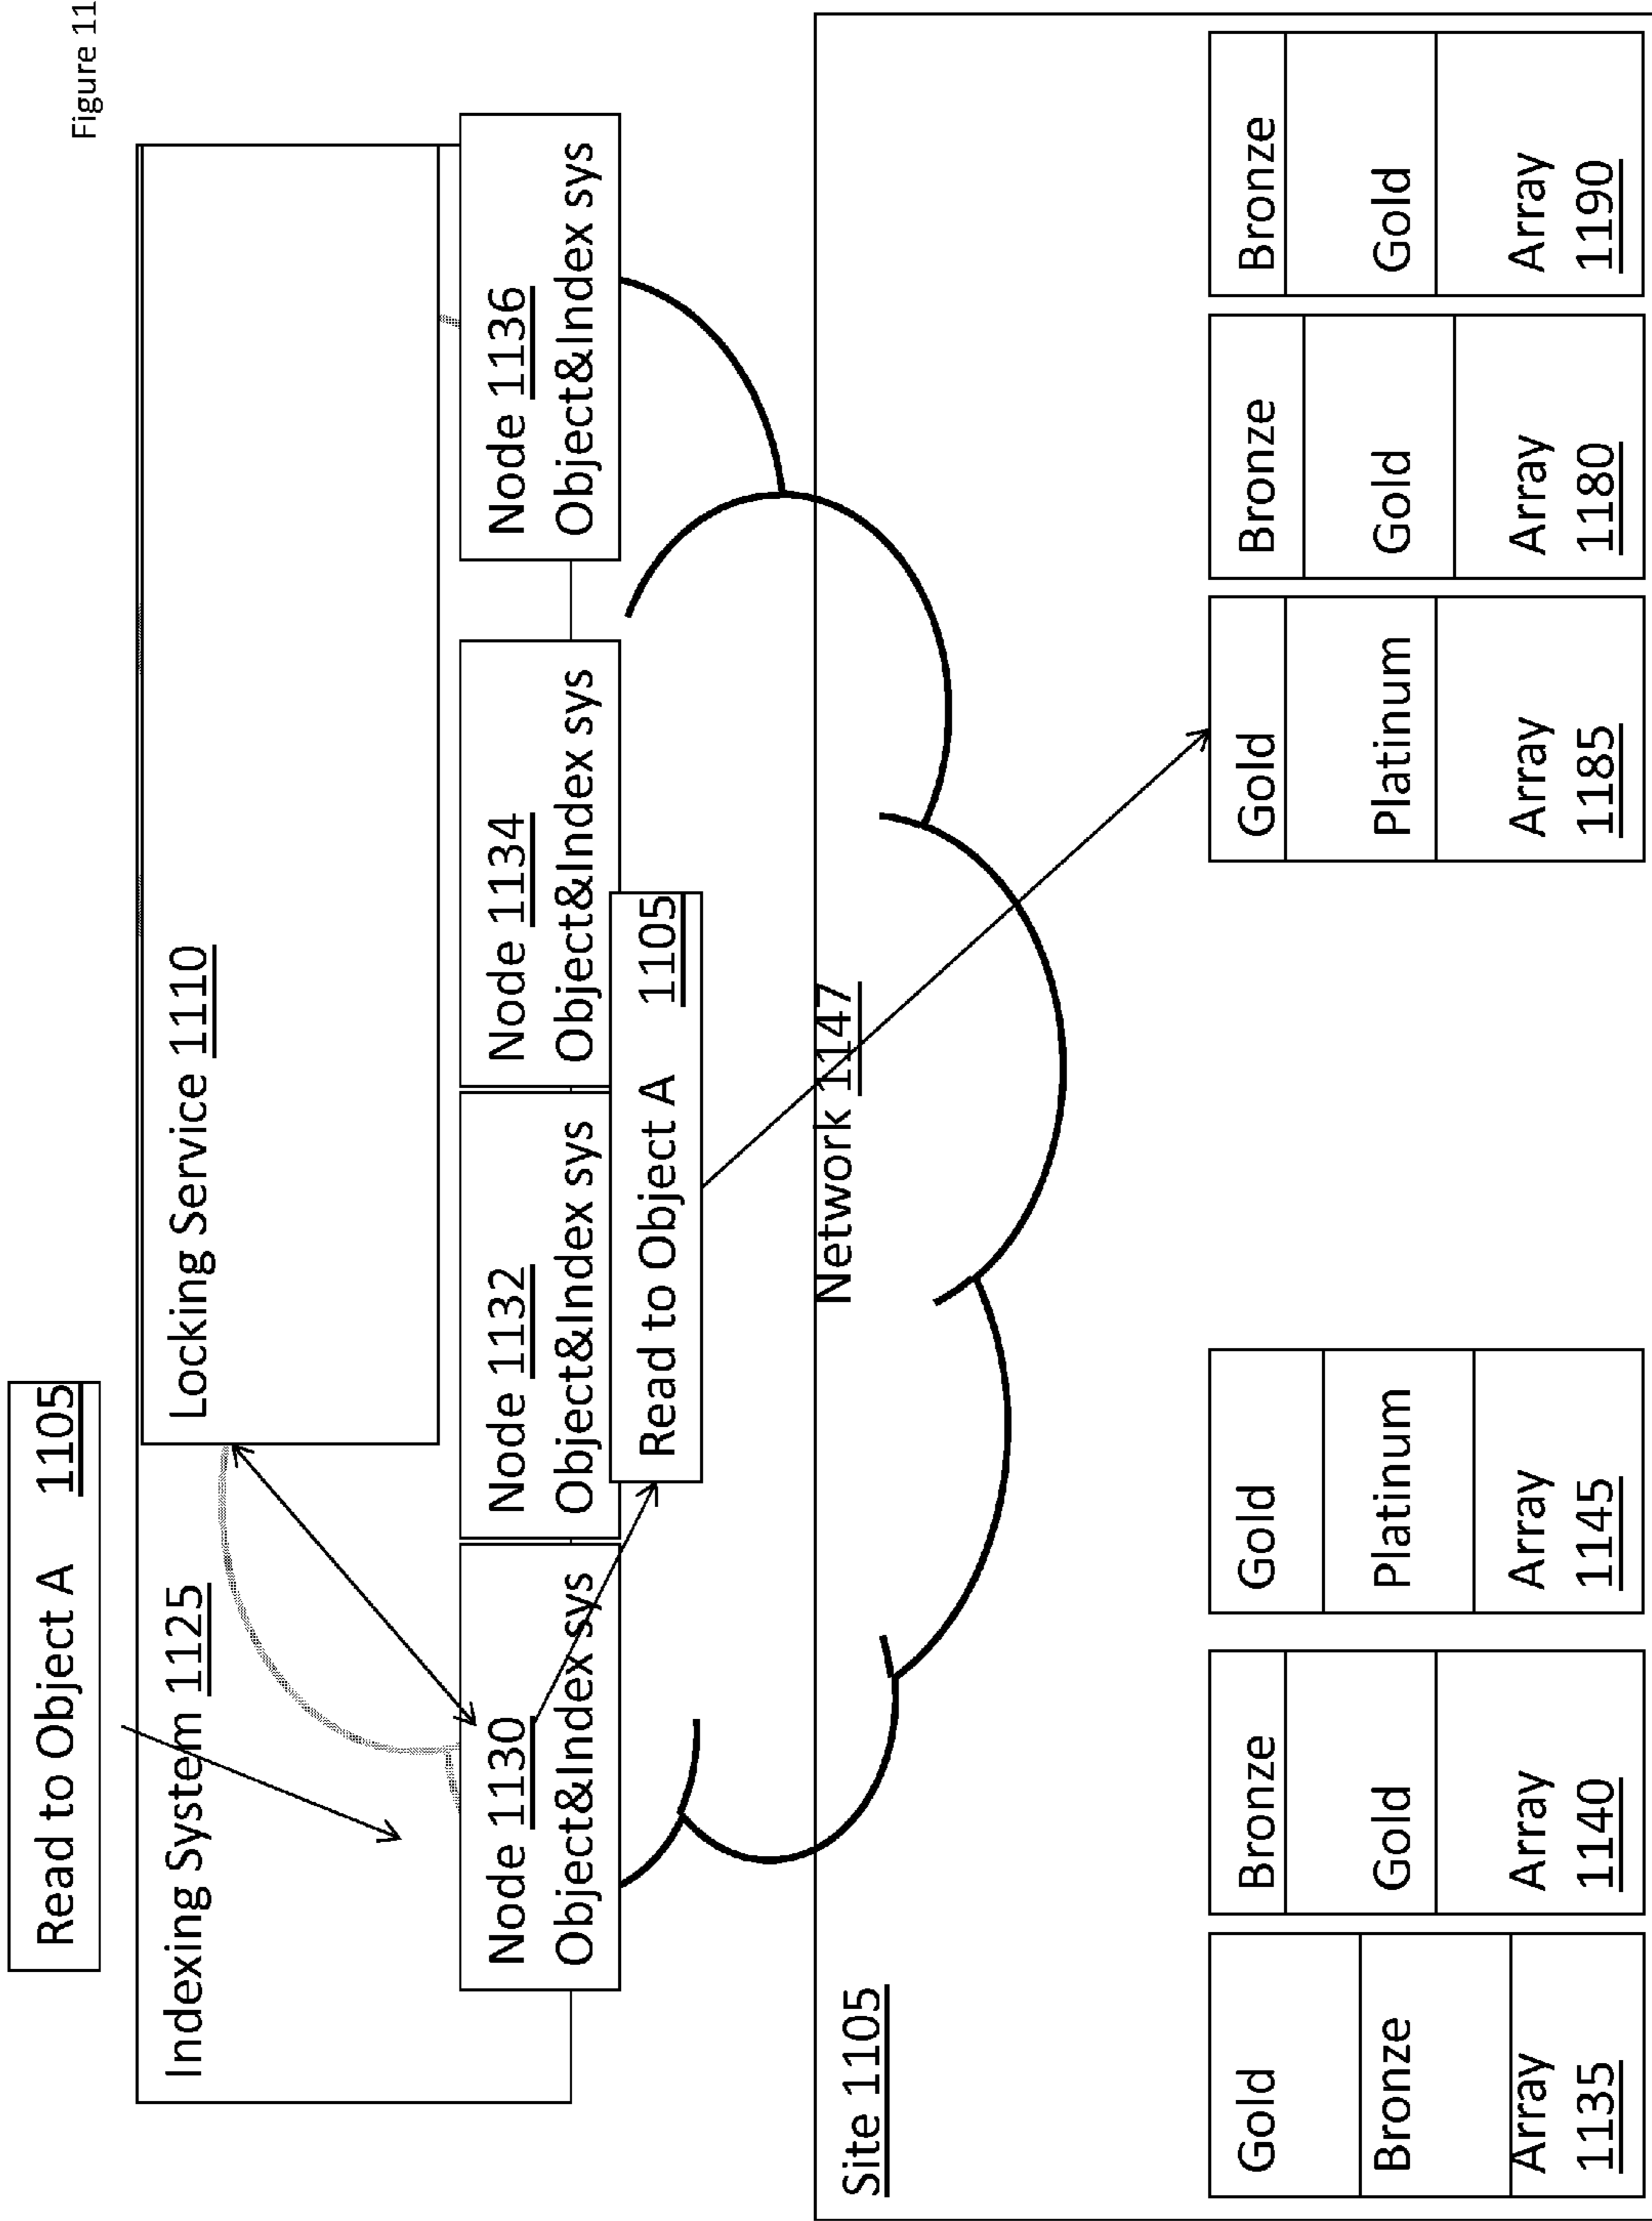 Figure 11
Read to Object A 1105
Indexing System 1125
Locking Service 1110
Node 1130
Object&Index sys
Node 1132
Object&Index sys
Node 1134
Object&Index sys
Node 1136
Object&Index sys
Read to Object A 1105
Network 1147
Site 1105
Gold
Bronze
Array
1135
Bronze
Gold
Array
1140
Gold
Platinum
Array
1145
Gold
Platinum
Array
1185
Bronze
Gold
Array
1180
Bronze
Gold
Array
1190